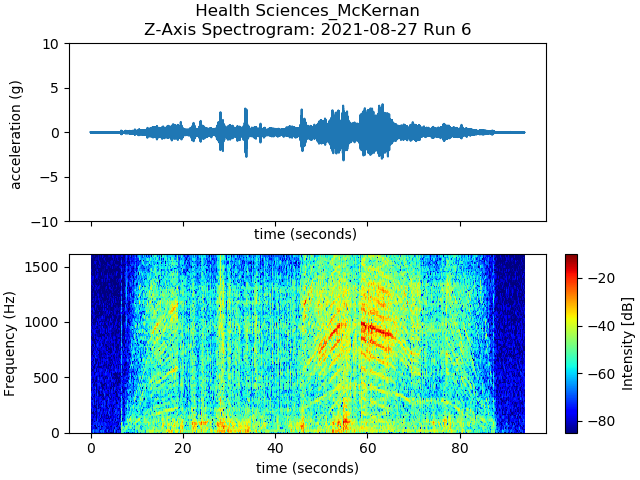 Health Sciences_McKernan
Z-Axis Spectrogram: 2021-08-27 Run 6
10
5
0
−5
−10
acceleration (g)
time (seconds)
1500
1000
500
0
Frequency (Hz)
0 20 40 60 80
time (seconds)
−20
−40
−60
−80
Intensity [dB]